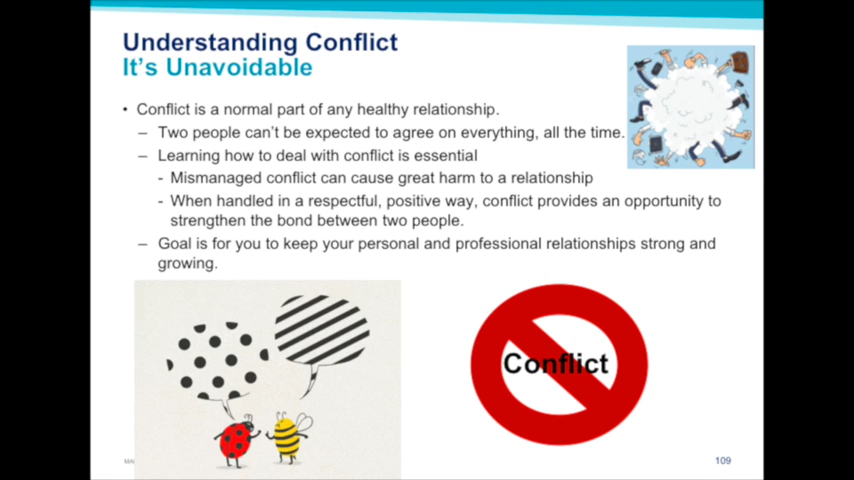 Understanding Conflict
It's Unavoidable
• Conflict is a normal part of any healthy relationship.
– Two people can't be expected to agree on everything, all the time.
– Learning how to deal with conflict is essential
- Mismanaged conflict can cause great harm to a relationship
- When handled in a respectful, positive way, conflict provides an opportunity to
strengthen the bond between two people.
– Goal is for you to keep your personal and professional relationships strong and
growing.
Conflict
109